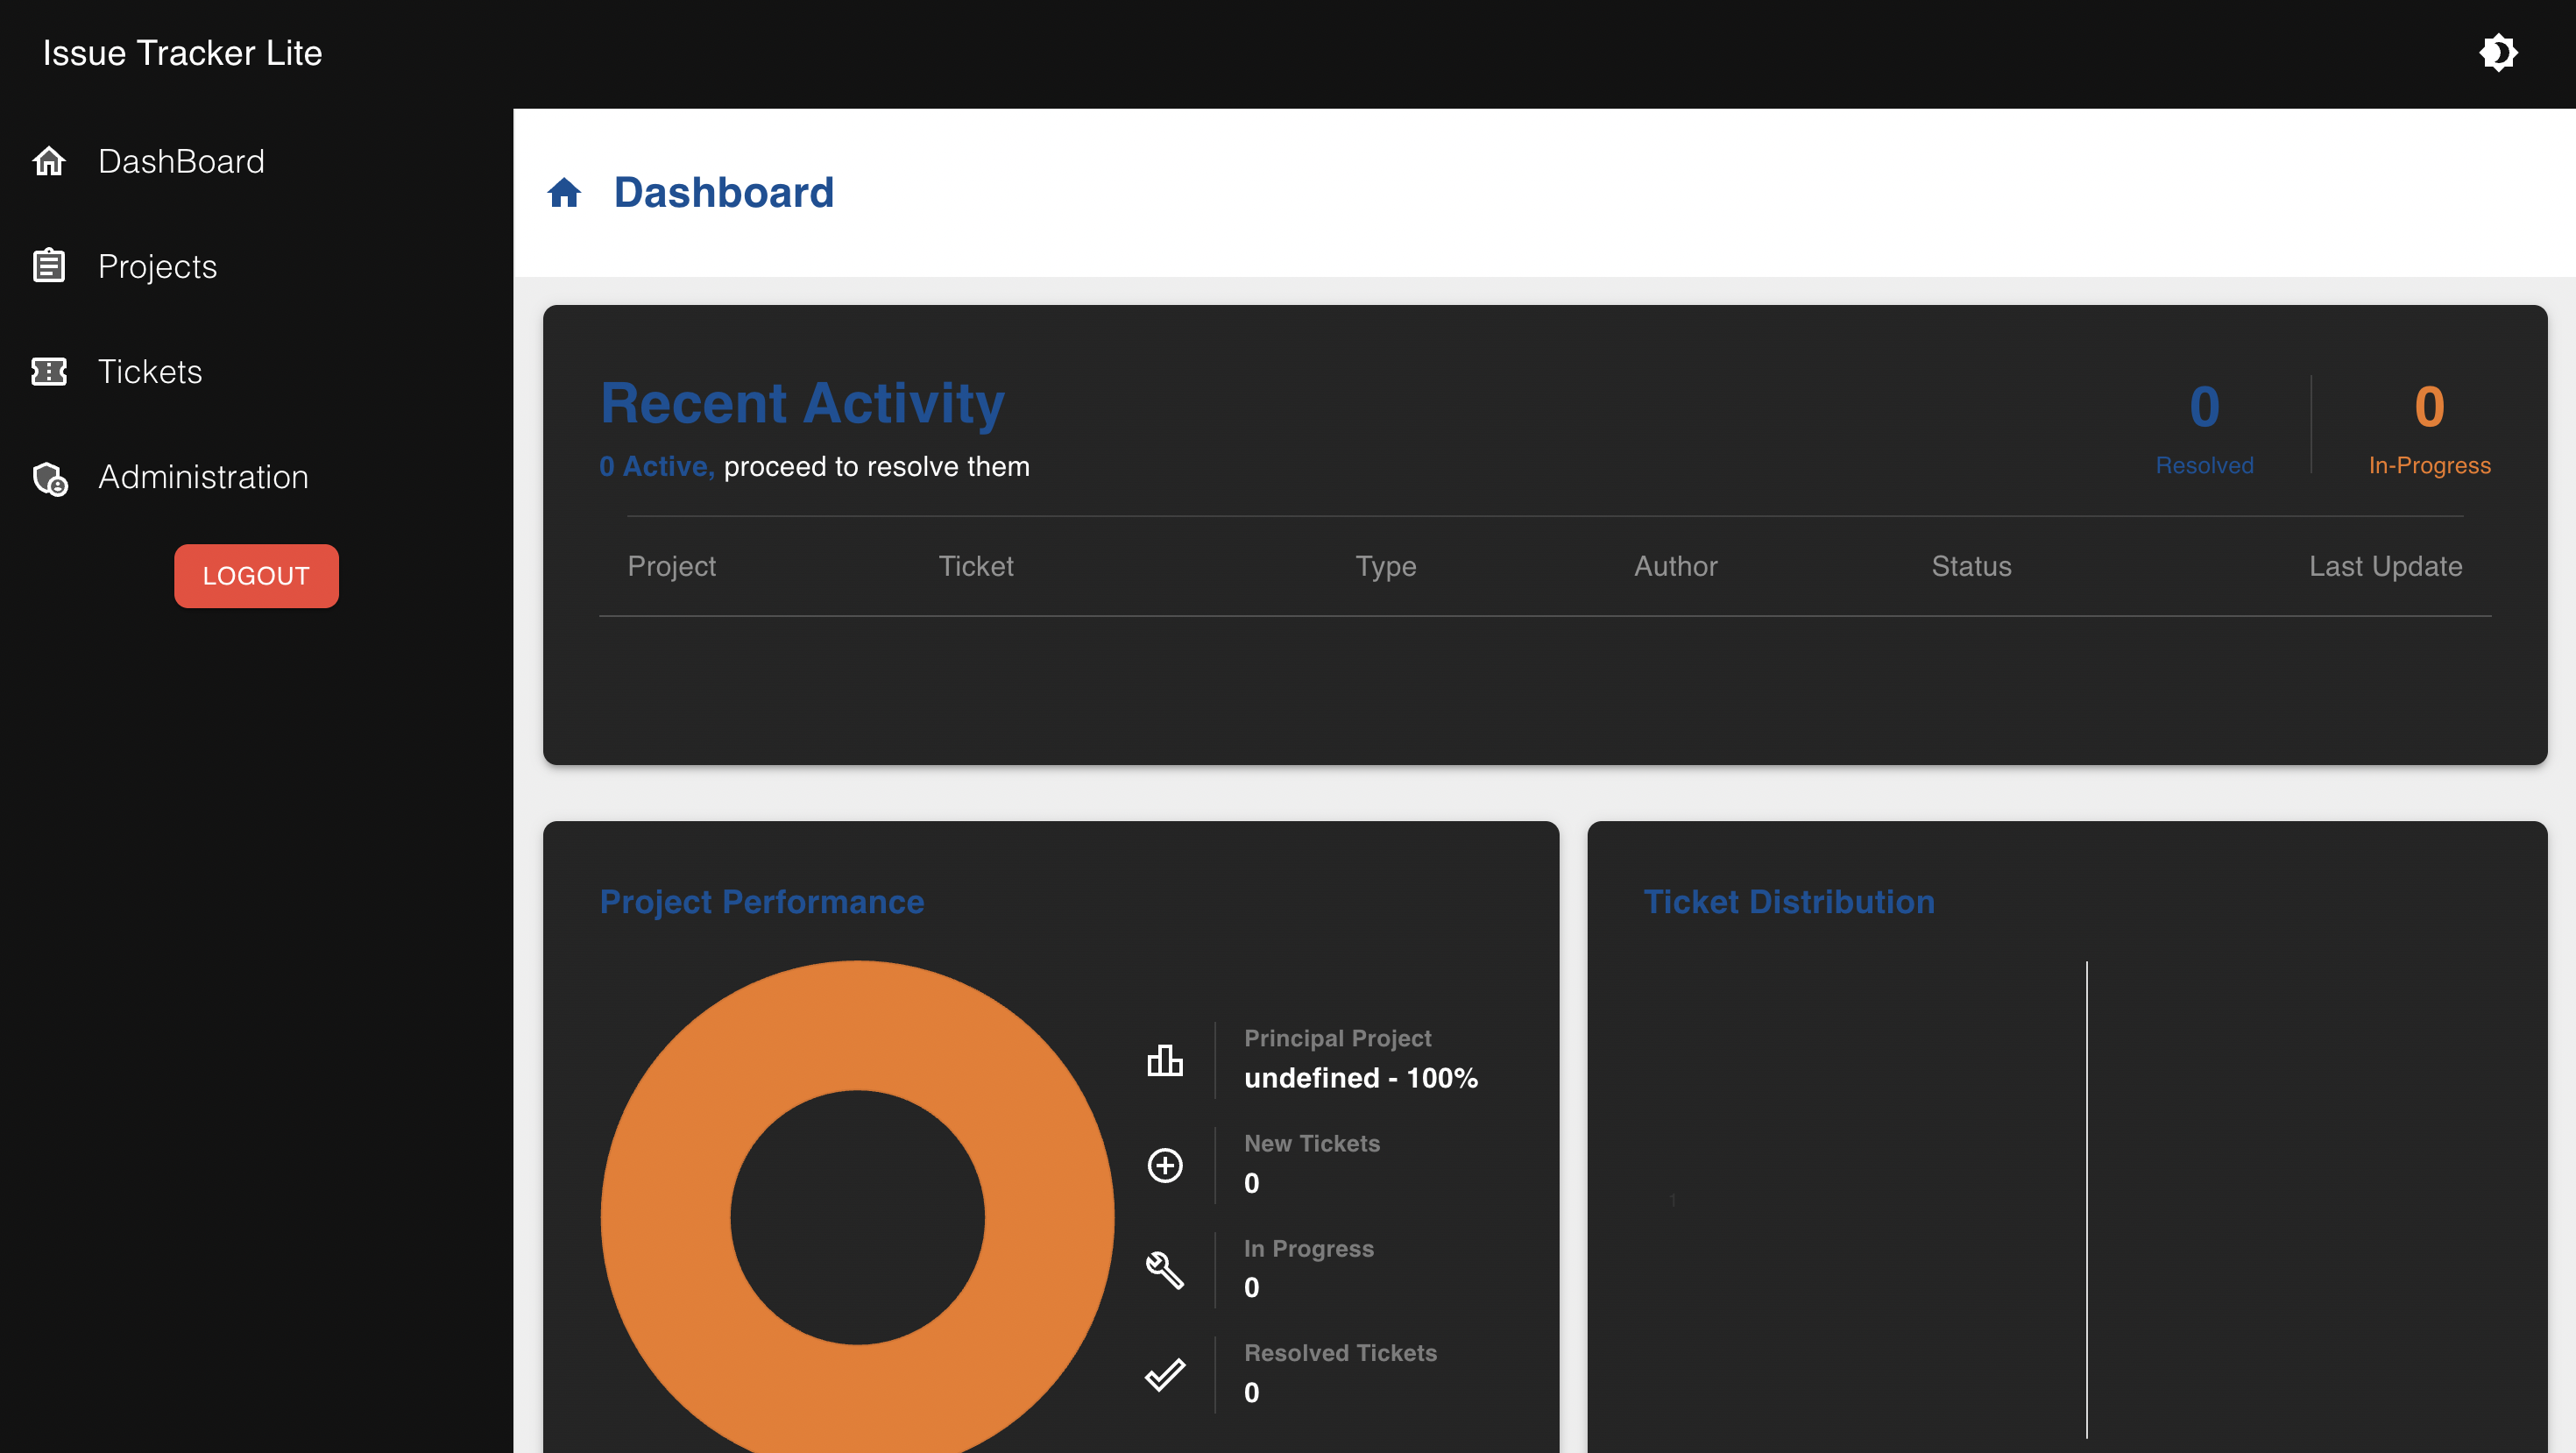 Issue Tracker Lite
DashBoard
Projects
Tickets
Administration
LOGOUT
Dashboard
Recent Activity
0 Active, proceed to resolve them
0
Resolved
0
In-Progress
Project Ticket Type Author Status Last Update
Project Performance
Principal Project
undefined - 100%
New Tickets
0
In Progress
0
Resolved Tickets
0
Ticket Distribution
1